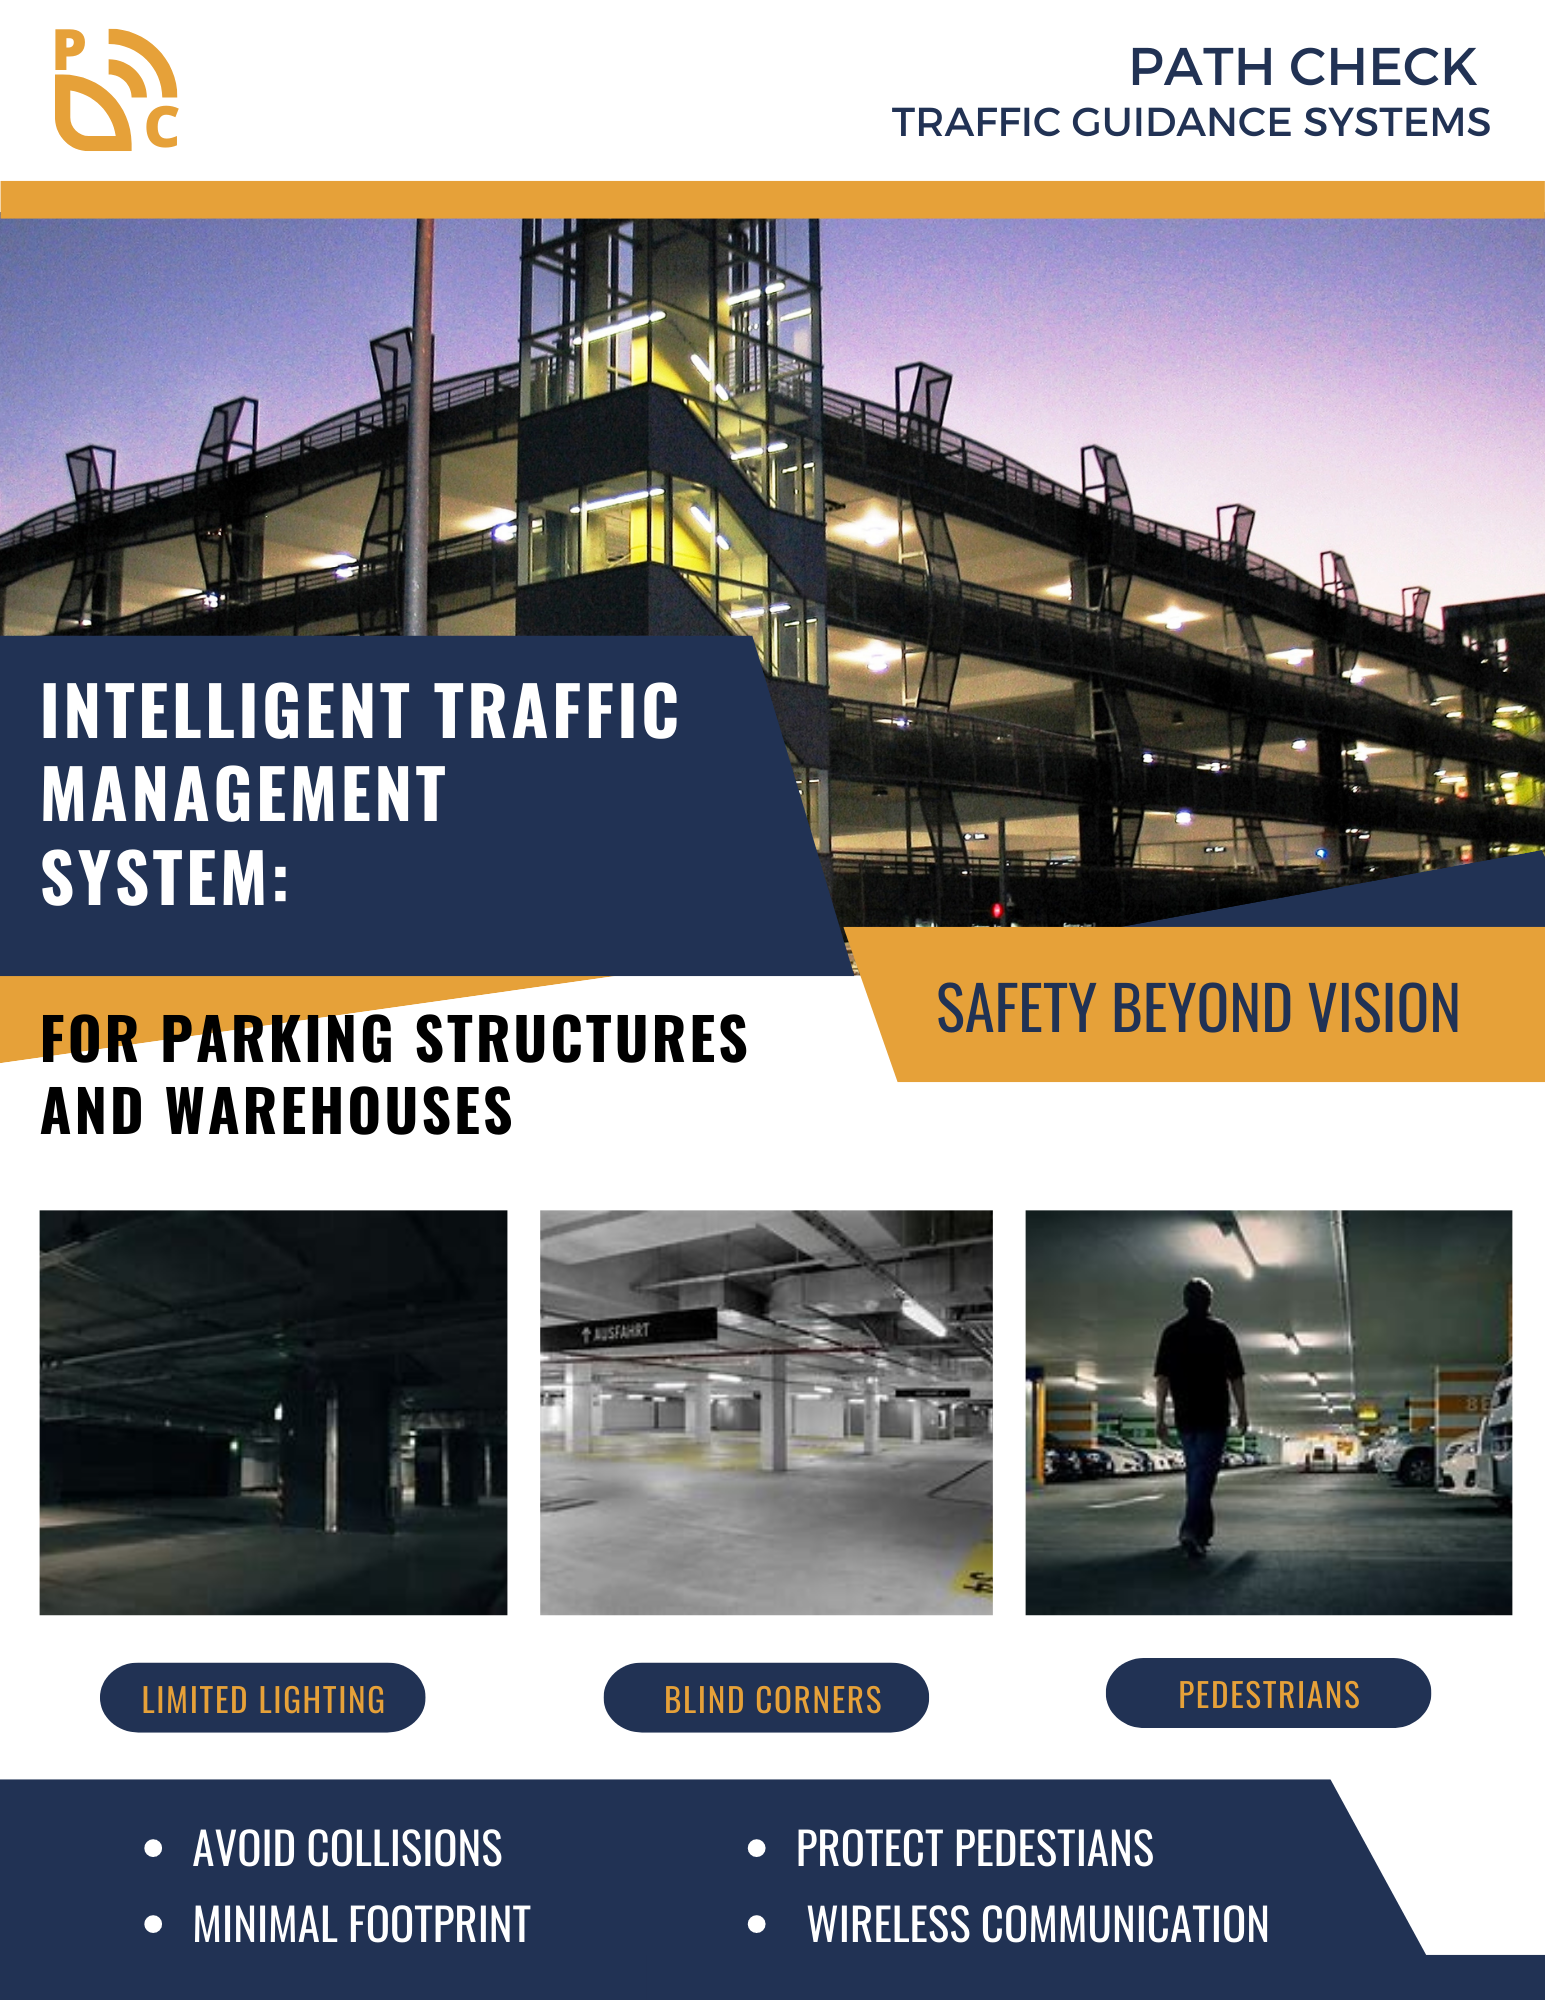 P
C
PATH CHECK
TRAFFIC GUIDANCE SYSTEMS
INTELLIGENT TRAFFIC
MANAGEMENT
SYSTEM:
SAFETY BEYOND VISION
FOR PARKING STRUCTURES
AND WAREHOUSES
AUSFAHRT
LIMITED LIGHTING
BLIND CORNERS
PEDESTRIANS
AVOID COLLISIONS
PROTECT PEDESTIANS
MINIMAL FOOTPRINT
WIRELESS COMMUNICATION